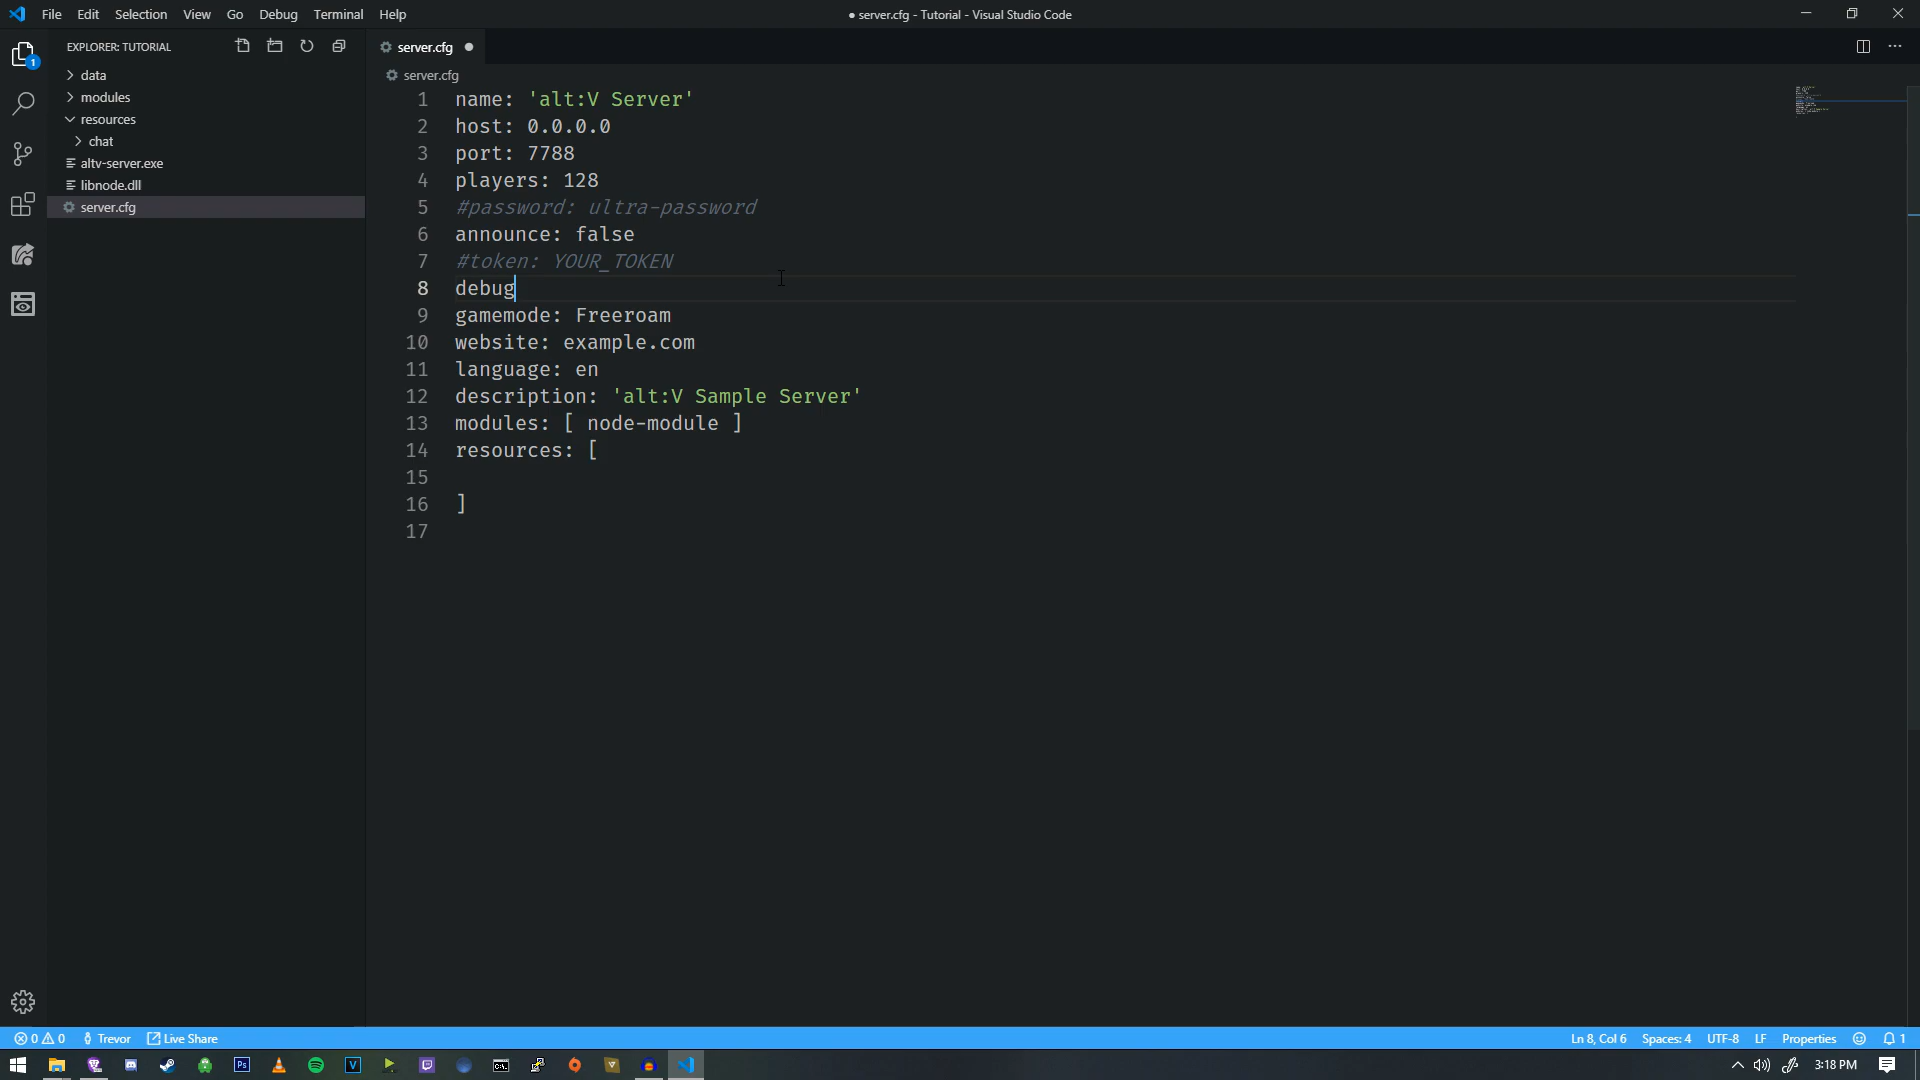 File Edit Selection View Go Debug Terminal Help
● server.cfg - Tutorial - Visual Studio Code
1
EXPLORER: TUTORIAL
data
modules
resources
chat
altv-server.exe
libnode.dll
server.cfg
server.cfg
server.cfg
1 name: 'alt:V Server'
2 host: 0.0.0.0
3 port: 7788
4 players: 128
5 #password: ultra-password
6 announce: false
7 #token: YOUR_TOKEN
8 debug
9 gamemode: Freeroam
10 website: example.com
11 language: en
12 description: 'alt:V Sample Server'
13 modules: [ node-module ]
14 resources: [
15
16 ]
17
0 0 Trevor Live Share
Ln 8, Col 6 Spaces: 4 UTF-8 LF Properties 1
Ps V
3:18 PM